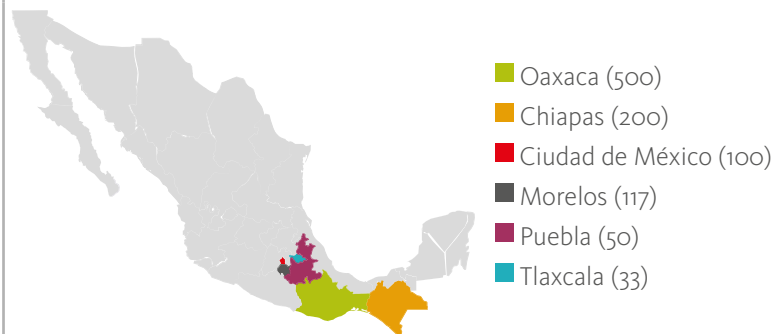 Oaxaca (500)
Chiapas (200)
Ciudad de México (100)
Morelos (117)
Puebla (50)
Tlaxcala (33)